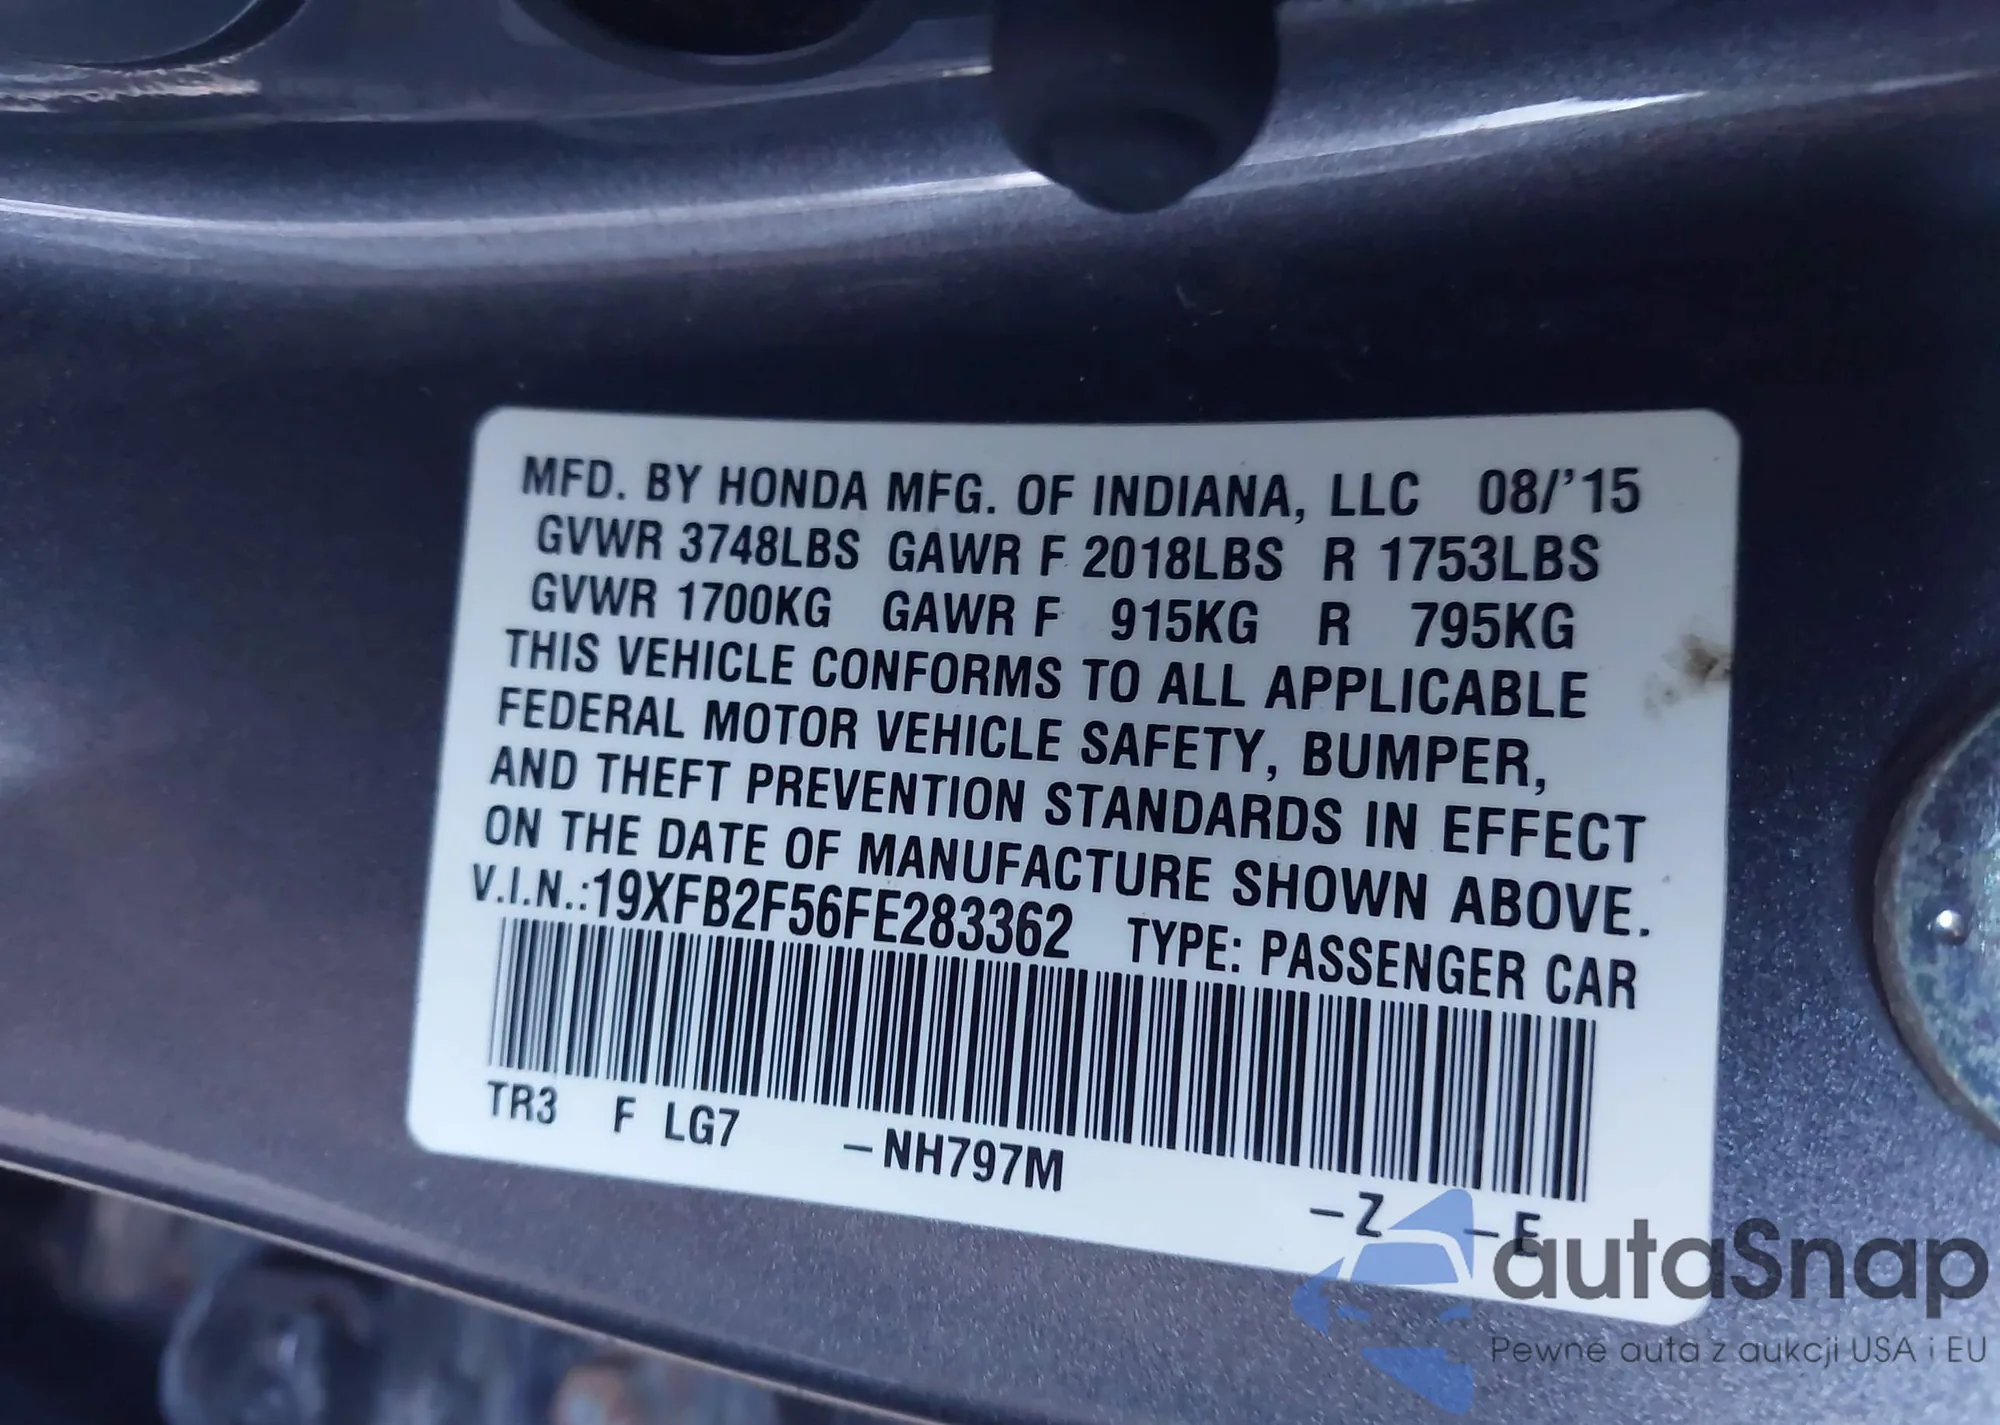 MFD. BY HONDA MFG. OF INDIANA, LLC 08/'15
GVWR 3748LBS GAWR F 2018LBS R 1753LBS
GVWR 1700KG GAWR F 915KG R 795KG
THIS VEHICLE CONFORMS TO ALL APPLICABLE
FEDERAL MOTOR VEHICLE SAFETY, BUMPER,
AND THEFT PREVENTION STANDARDS IN EFFECT
ON THE DATE OF MANUFACTURE SHOWN ABOVE.
V.I.N.:19XFB2F56FE283362 TYPE: PASSENGER CAR
TR3 F LG7 –NH797M –Z –E
autaSnap
Pewne auta z aukcji USA i EU